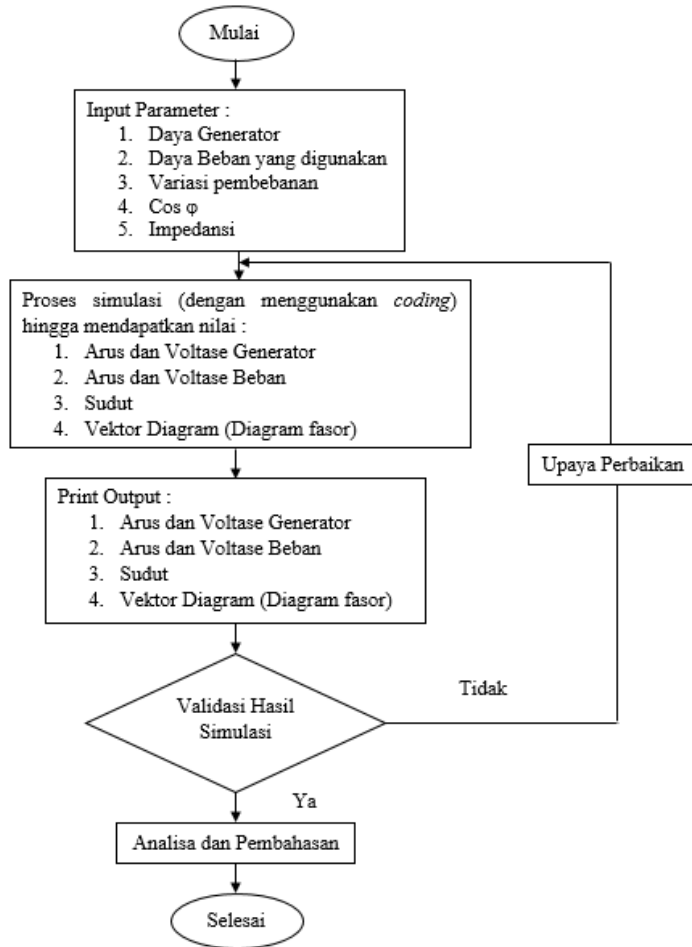 Mulai
Input Parameter :
1. Daya Generator
2. Daya Beban yang digunakan
3. Variasi pembebanan
4. Cos φ
5. Impedansi
Proses simulasi (dengan menggunakan coding)
hingga mendapatkan nilai :
1. Arus dan Voltase Generator
2. Arus dan Voltase Beban
3. Sudut
4. Vektor Diagram (Diagram fasor)
Upaya Perbaikan
Print Output :
1. Arus dan Voltase Generator
2. Arus dan Voltase Beban
3. Sudut
4. Vektor Diagram (Diagram fasor)
Tidak
Validasi Hasil
Simulasi
Ya
Analisa dan Pembahasan
Selesai